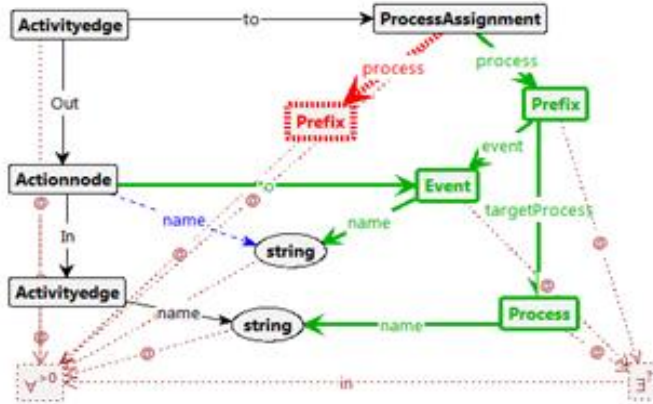 Activityedge
to
ProcessAssignment
process
process
Out
Prefix
Prefix
event
Actionnode
to
Event
targetProcess
@
name
name
@
@
@
In
string
@
Activityedge
name
string
name
Process
@
@
@
@
∀>0
in
∃